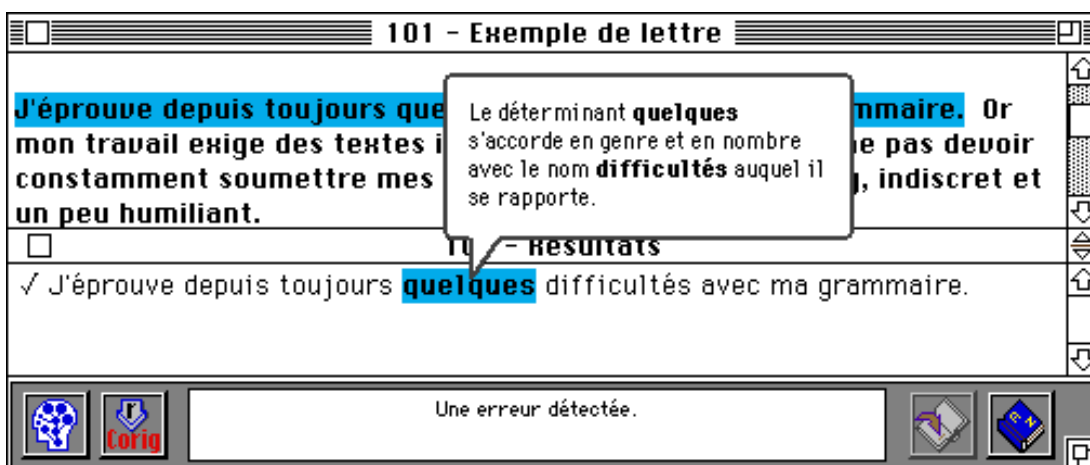 101 - Exemple de lettre
J'éprouve depuis toujours Or
mon travail exige des textes pas devoir
constamment soumettre mes indiscret et
un peu humiliant.
Le déterminant quelques
s'accorde en genre et en nombre
avec le nom difficultés auquel il
se rapporte.
- Résultats
√ J'éprouve depuis toujours quelques difficultés avec ma grammaire.
r
Corig
Une erreur détectée.